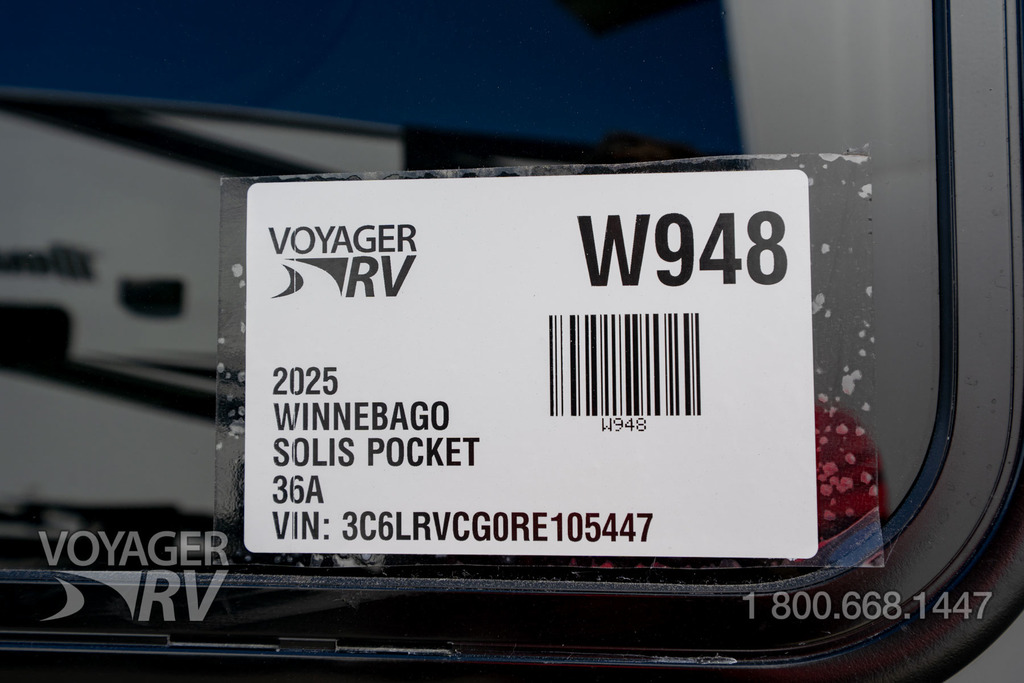 VOYAGER
RV
W948
W948
2025
WINNEBAGO
SOLIS POCKET
36A
VIN: 3C6LRVCG0RE105447
VOYAGER
RV
1 800.668.1447